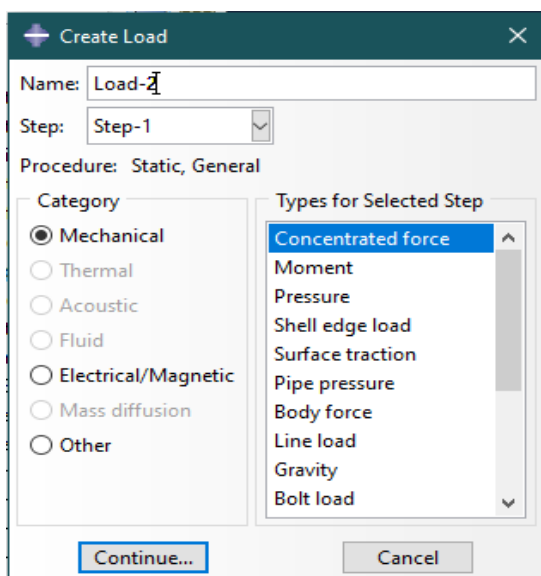 Create Load
Name: Load-2
Step: Step-1
Procedure: Static, General
Category
Mechanical
Thermal
Acoustic
Fluid
Electrical/Magnetic
Mass diffusion
Other
Types for Selected Step
Concentrated force
Moment
Pressure
Shell edge load
Surface traction
Pipe pressure
Body force
Line load
Gravity
Bolt load
Continue...
Cancel